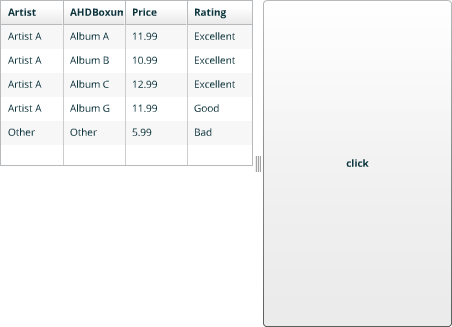 Artist AHDBoxum Price Rating
Artist A Album A 11.99 Excellent
Artist A Album B 10.99 Excellent
Artist A Album C 12.99 Excellent
Artist A Album G 11.99 Good
Other Other 5.99 Bad
click